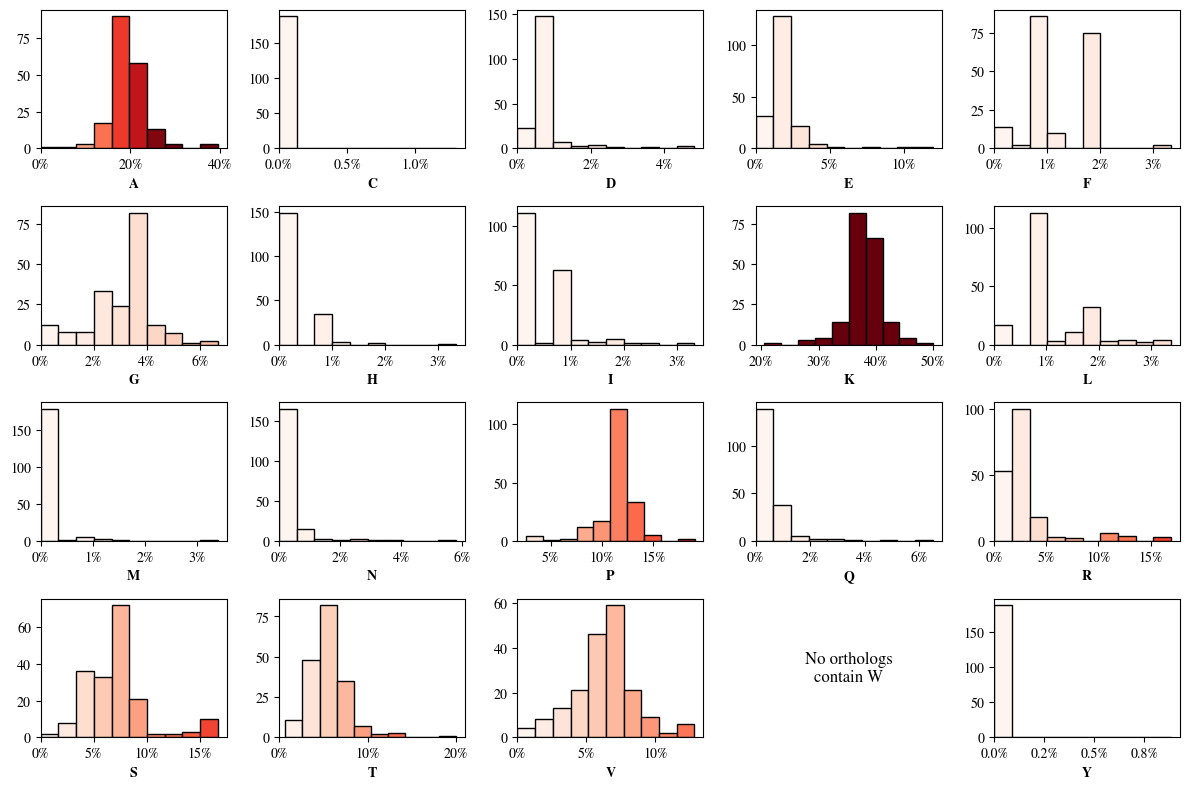 75 50 25 0
0% 20% 40%
A
150 100 50 0
0.0% 0.5% 1.0%
C
150 100 50 0
0% 2% 4%
D
100 50 0
0% 5% 10%
E
75 50 25 0
0% 1% 2% 3%
F
75 50 25 0
0% 2% 4% 6%
G
150 100 50 0
0% 1% 2% 3%
H
100 50 0
0% 1% 2% 3%
I
75 50 25 0
20% 30% 40% 50%
K
100 50 0
0% 1% 2% 3%
L
150 100 50 0
0% 1% 2% 3%
M
150 100 50 0
0% 2% 4% 6%
N
100 50 0
5% 10% 15%
P
100 50 0
0% 2% 4% 6%
Q
100 50 0
0% 5% 10% 15%
R
60 40 20 0
0% 5% 10% 15%
S
75 50 25 0
0% 10% 20%
T
60 40 20 0
0% 5% 10%
V
No orthologs
contain W
150 100 50 0
0.0% 0.2% 0.5% 0.8%
Y